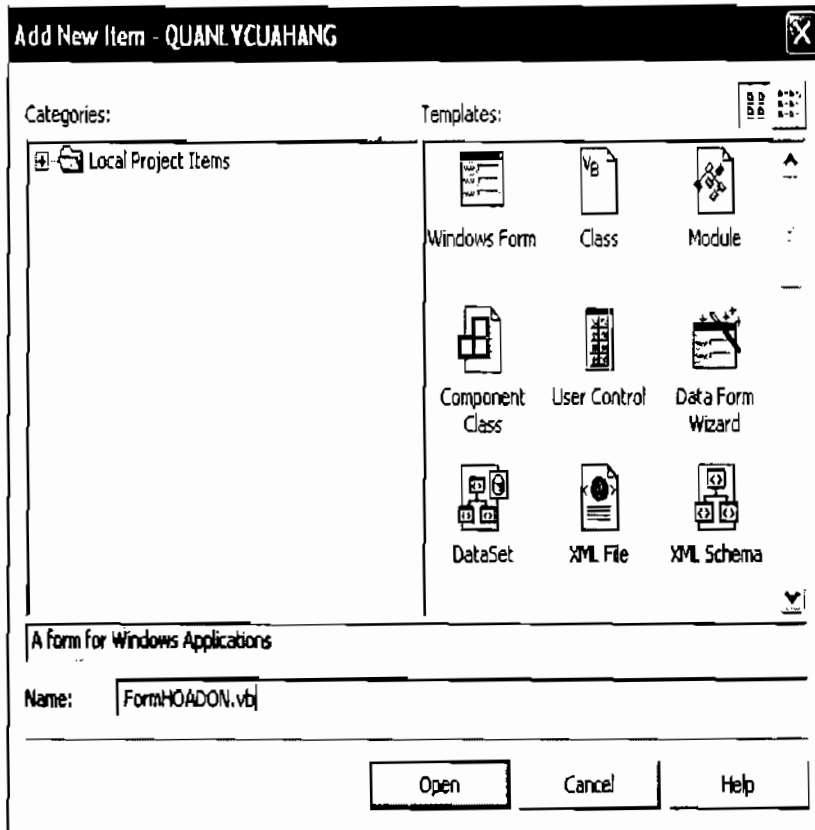 Add New Item - QUANLYCUAHANG
Categories:
Templates:
Local Project Items
Windows Form
Class
Module
Component
Class
User Control
Data Form
Wizard
DataSet
XML File
XML Schema
A form for Windows Applications
Name:
FormHOADON.vb
Open
Cancel
Help